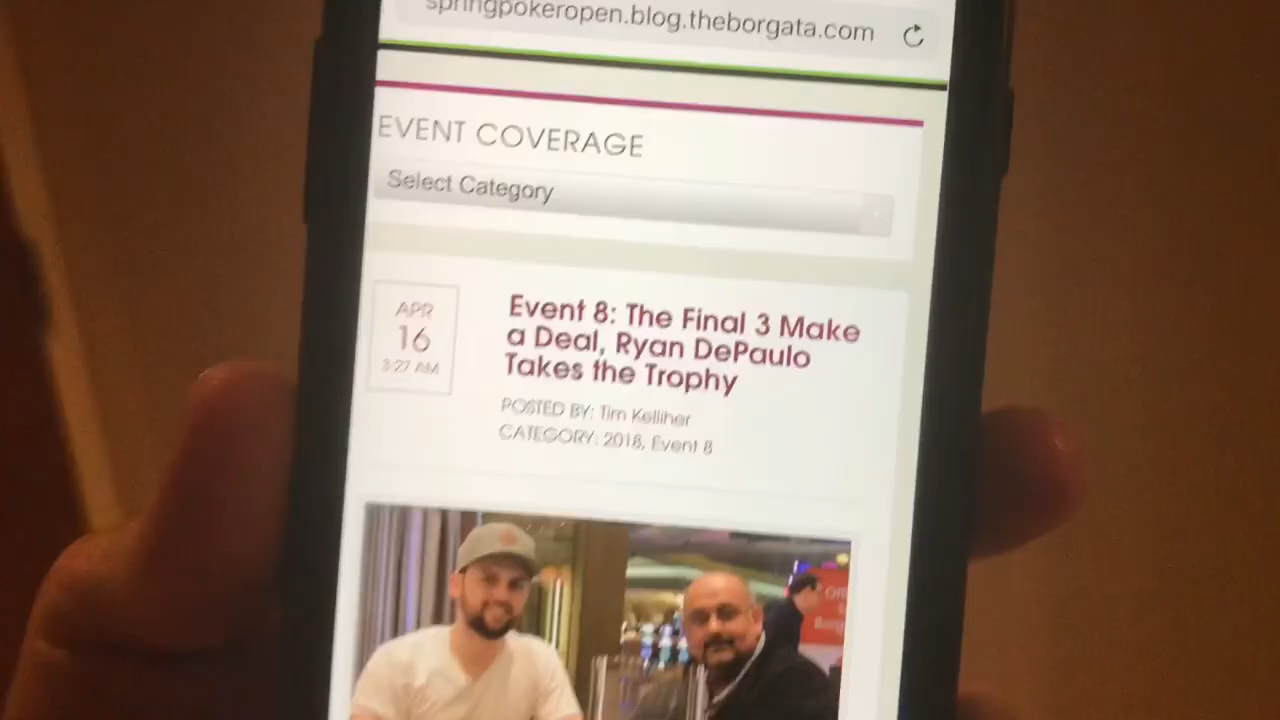 springpokeropen.blog.theborgata.com
EVENT COVERAGE
Select Category
APR
16
3:27 AM
Event 8: The Final 3 Make
a Deal, Ryan DePaulo
Takes the Trophy
POSTED BY: Tim Kelliher
CATEGORY: 2018, Event 8